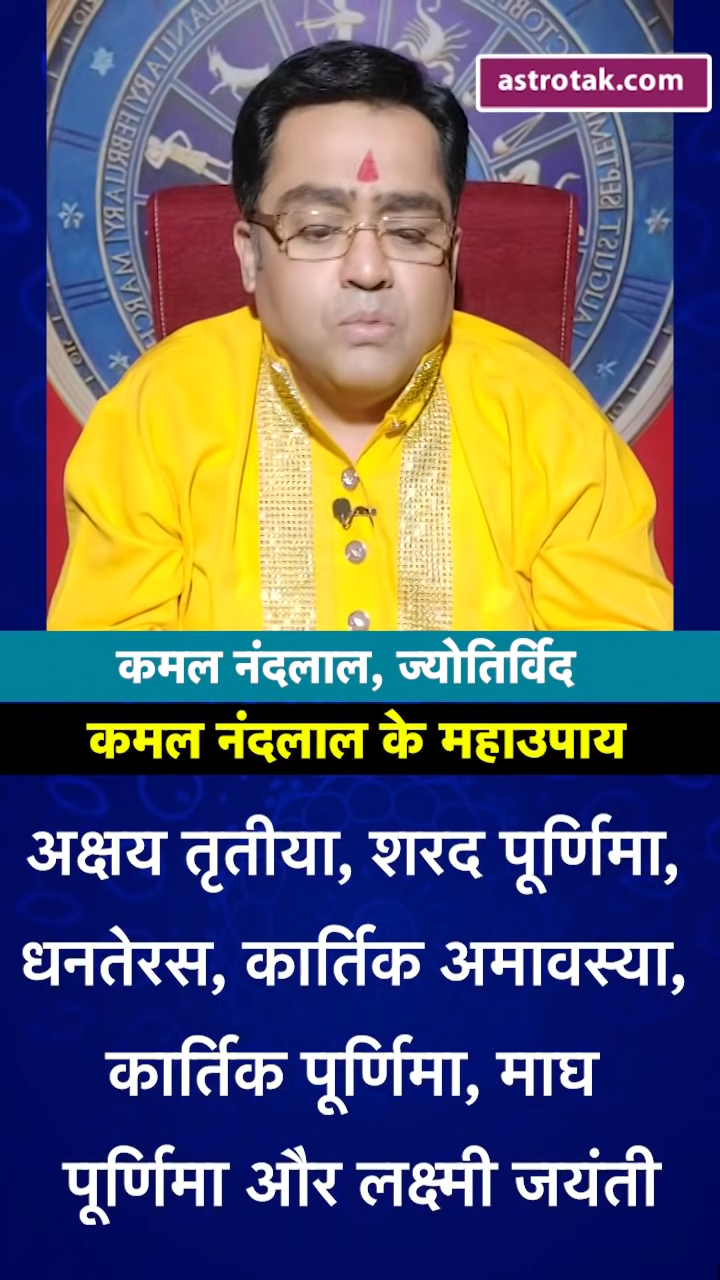 astrotak.com
कमल नंदलाल, ज्योतिर्विद
कमल नंदलाल के महाउपाय
अक्षय तृतीया, शरद पूर्णिमा,
धनतेरस, कार्तिक अमावस्या,
कार्तिक पूर्णिमा, माघ
पूर्णिमा और लक्ष्मी जयंती